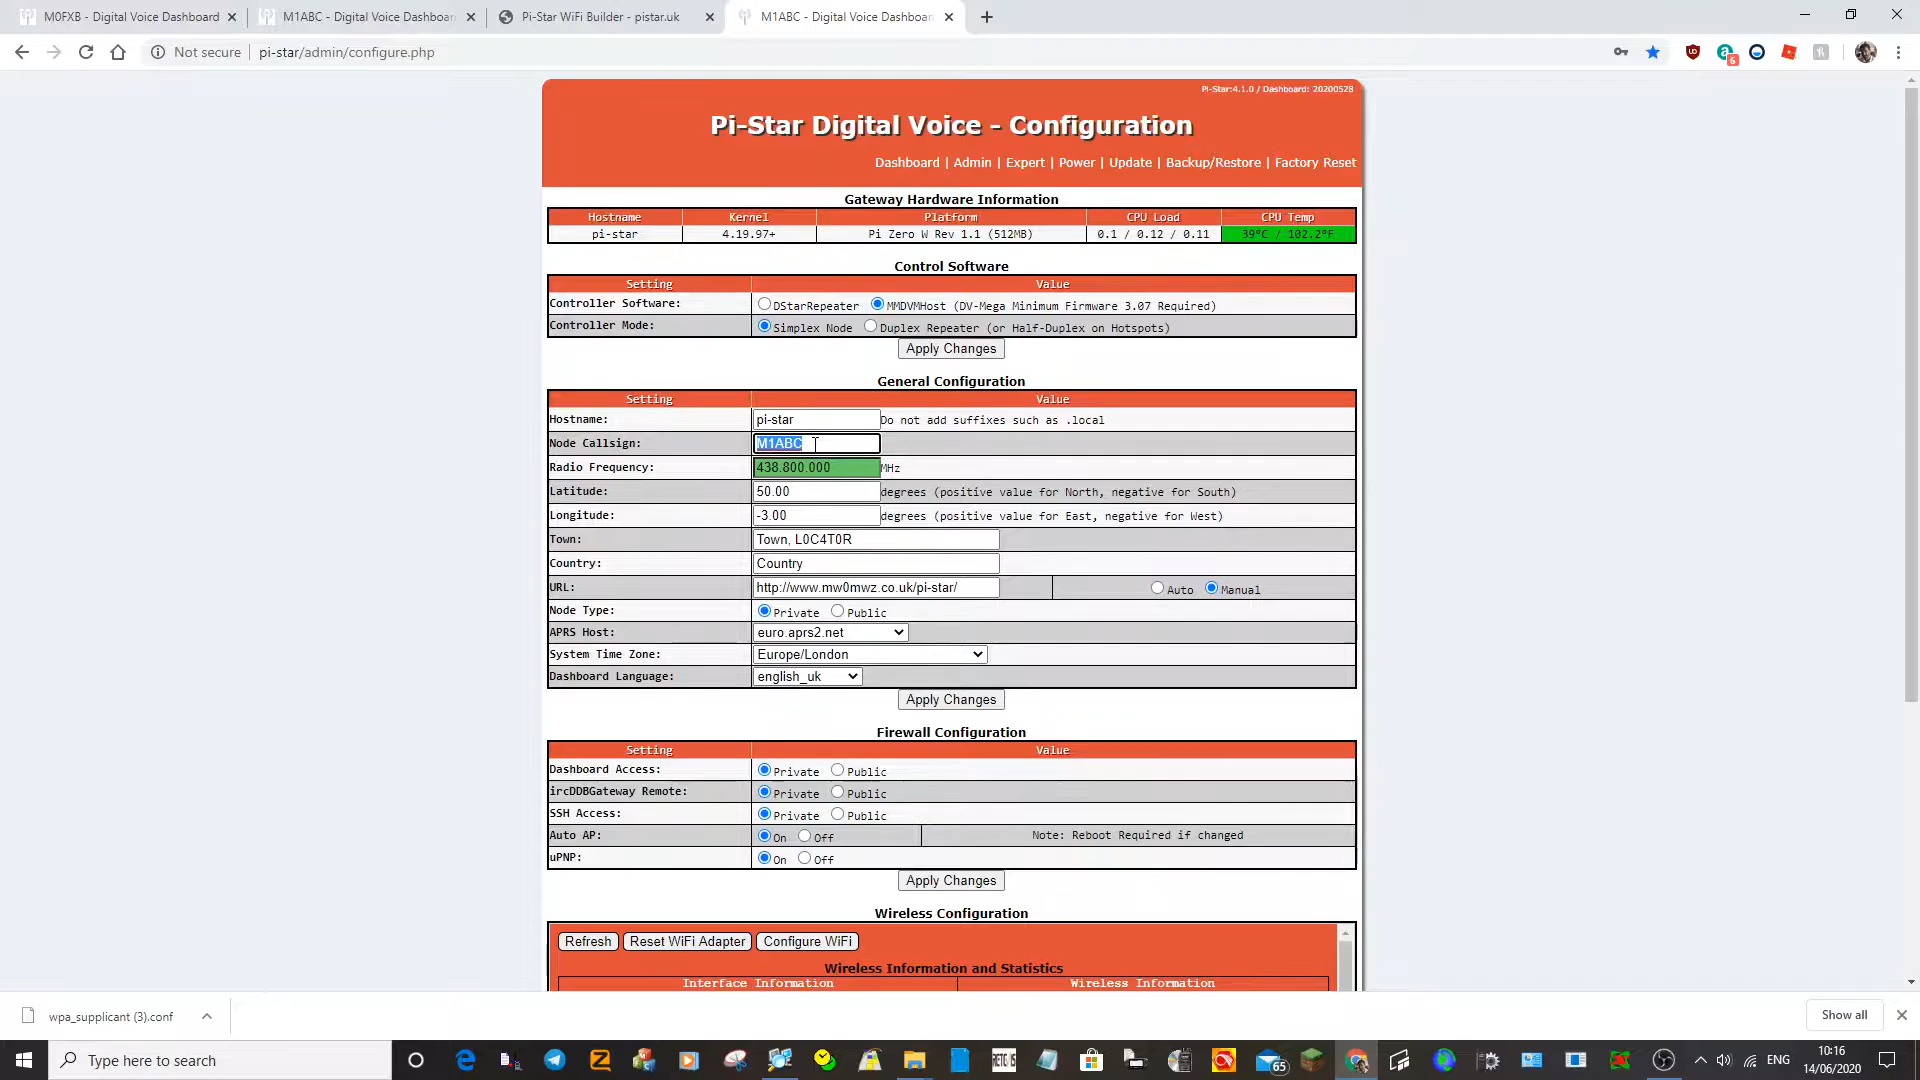 M0FXB - Digital Voice Dashboard
M1ABC - Digital Voice Dashboar
Pi-Star WiFi Builder - pistar.uk
M1ABC - Digital Voice Dashboar
Not secure
pi-star/admin/configure.php
6
Pi-Star:4.1.0 / Dashboard: 20200528
Pi-Star Digital Voice - Configuration
Dashboard | Admin | Expert | Power | Update | Backup/Restore | Factory Reset
Gateway Hardware Information
Hostname Kernel Platform CPU Load CPU Temp
pi-star 4.19.97+ Pi Zero W Rev 1.1 (512MB) 0.1 / 0.12 / 0.11 39°C / 102.2°F
Control Software
Setting Value
Controller Software: DStarRepeater MMDVMHost (DV-Mega Minimum Firmware 3.07 Required)
Controller Mode: Simplex Node Duplex Repeater (or Half-Duplex on Hotspots)
Apply Changes
General Configuration
Setting Value
Hostname: pi-star Do not add suffixes such as .local
Node Callsign: M1ABC
Radio Frequency: 438.800.000 MHz
Latitude: 50.00 degrees (positive value for North, negative for South)
Longitude: -3.00 degrees (positive value for East, negative for West)
Town: Town, L0C4T0R
Country: Country
URL: http://www.mw0mwz.co.uk/pi-star/ Auto Manual
Node Type: Private Public
APRS Host: euro.aprs2.net
System Time Zone: Europe/London
Dashboard Language: english_uk
Apply Changes
Firewall Configuration
Setting Value
Dashboard Access: Private Public
ircDDBGateway Remote: Private Public
SSH Access: Private Public
Auto AP: On Off Note: Reboot Required if changed
uPNP: On Off
Apply Changes
Wireless Configuration
Refresh Reset WiFi Adapter Configure WiFi
Wireless Information and Statistics
Interface Information Wireless Information
wpa_supplicant (3).conf
Show all
Type here to search
65
ENG
10:16
14/06/2020